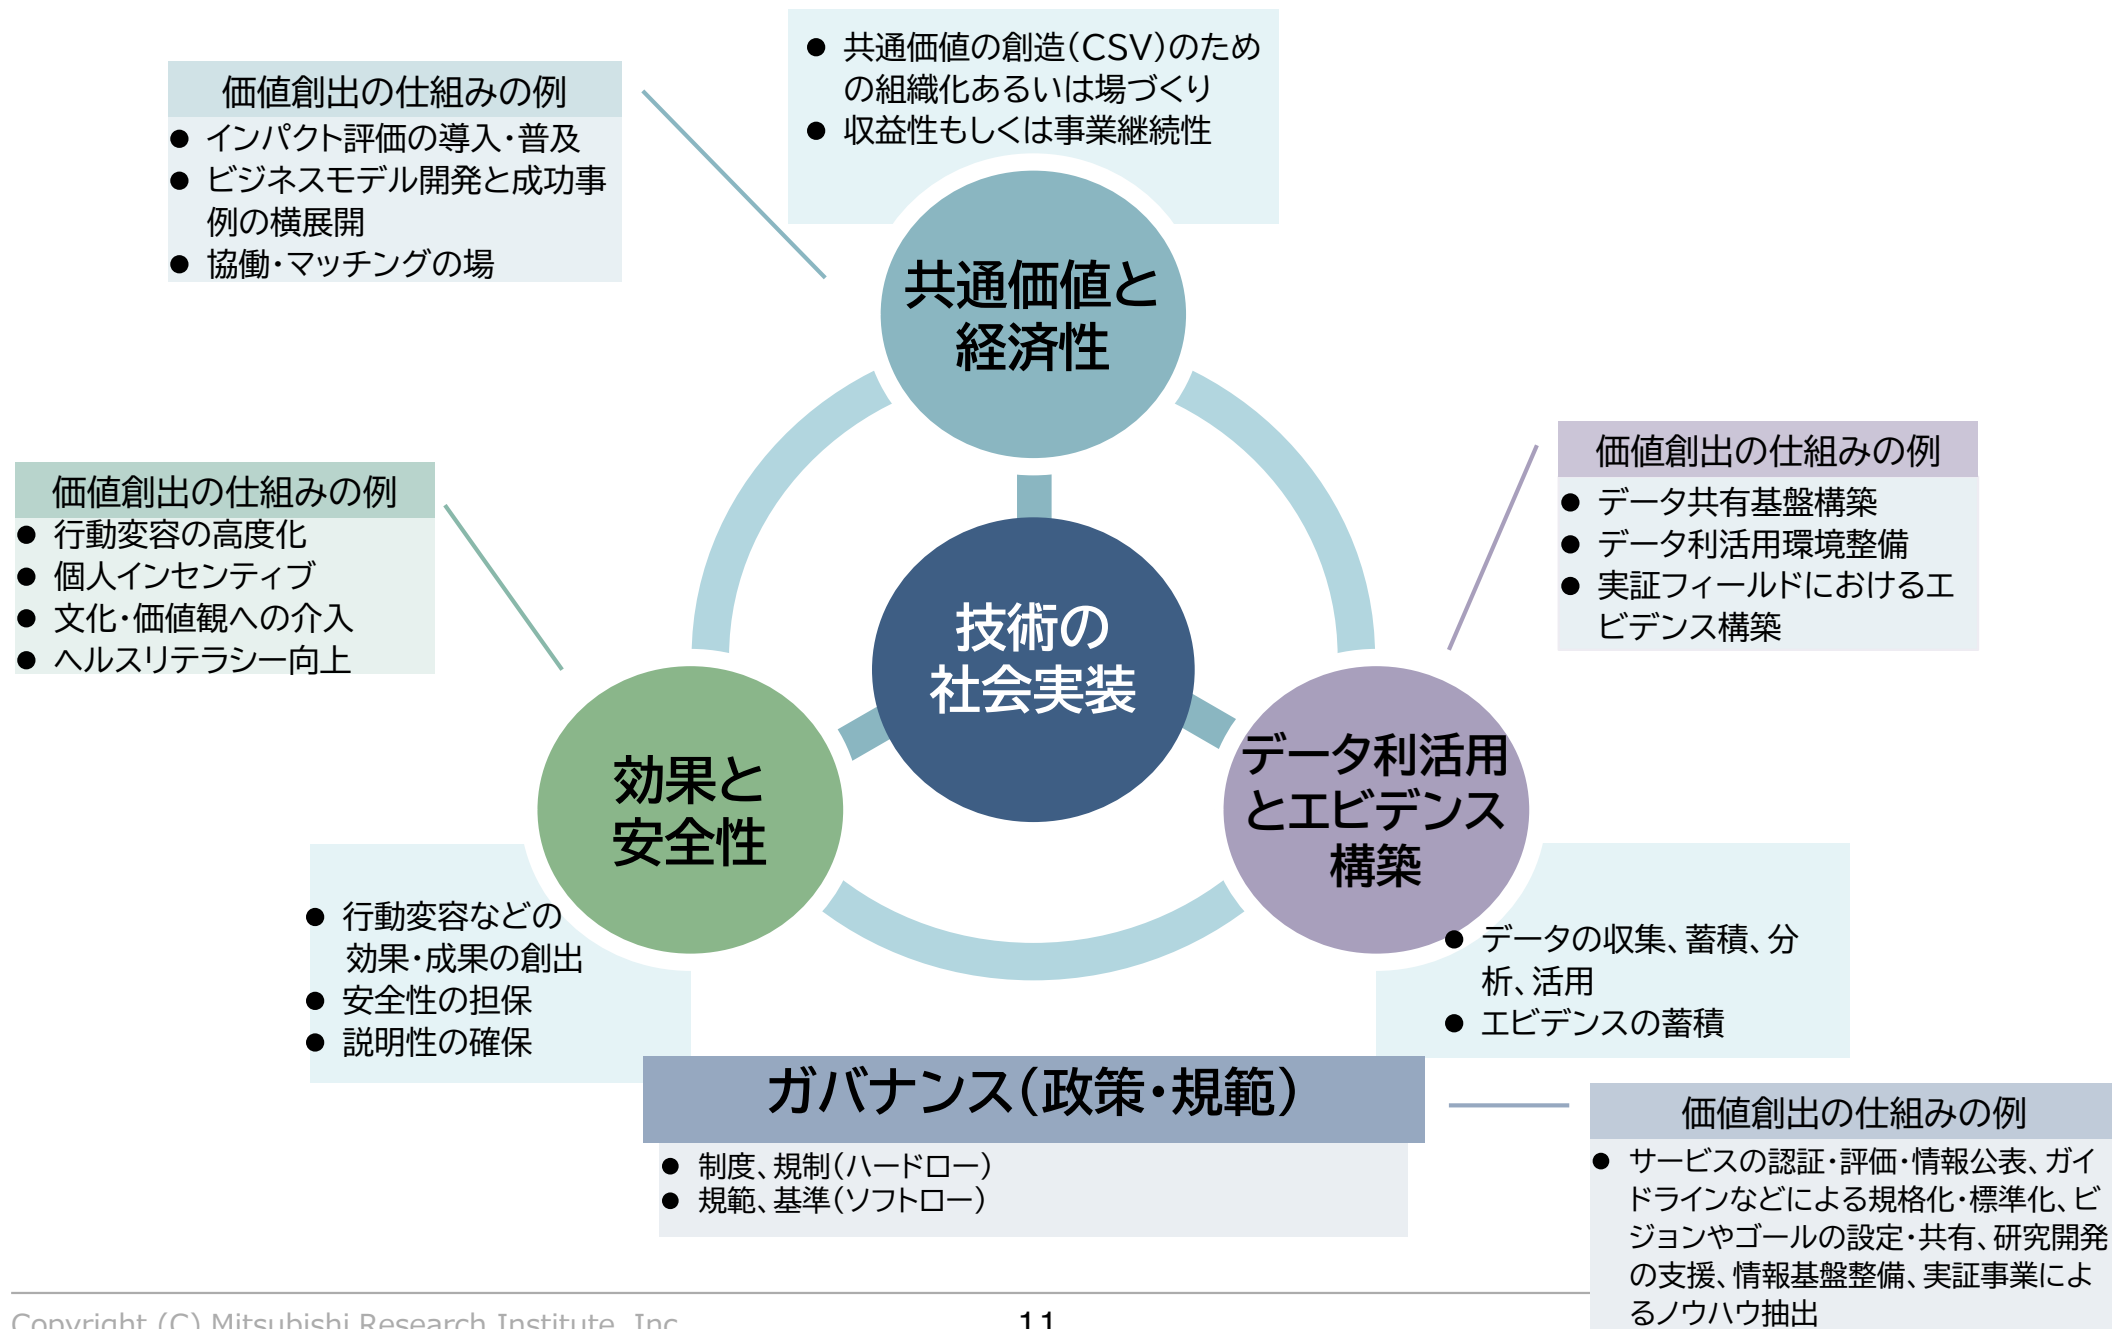 ● 共通価値の創造(CSV)のため
の組織化あるいは場づくり
● 収益性もしくは事業継続性
価値創出の仕組みの例
● インパクト評価の導入・普及
● ビジネスモデル開発と成功事
例の横展開
● 協働・マッチングの場
共通価値と
経済性
価値創出の仕組みの例
● データ共有基盤構築
● データ利活用環境整備
● 実証フィールドにおけるエ
ビデンス構築
価値創出の仕組みの例
● 行動変容の高度化
● 個人インセンティブ
● 文化・価値観への介入
● ヘルスリテラシー向上
技術の
社会実装
効果と
安全性
データ利活用
とエビデンス
構築
● 行動変容などの
効果・成果の創出
● 安全性の担保
● 説明性の確保
● データの収集、蓄積、分
析、活用
● エビデンスの蓄積
ガバナンス(政策・規範)
● 制度、規制(ハードロー)
● 規範、基準(ソフトロー)
価値創出の仕組みの例
● サービスの認証・評価・情報公表、ガイ
ドラインなどによる規格化・標準化、ビ
ジョンやゴールの設定・共有、研究開発
の支援、情報基盤整備、実証事業によ
るノウハウ抽出
Copyright (C) Mitsubishi Research Institute, Inc.
11